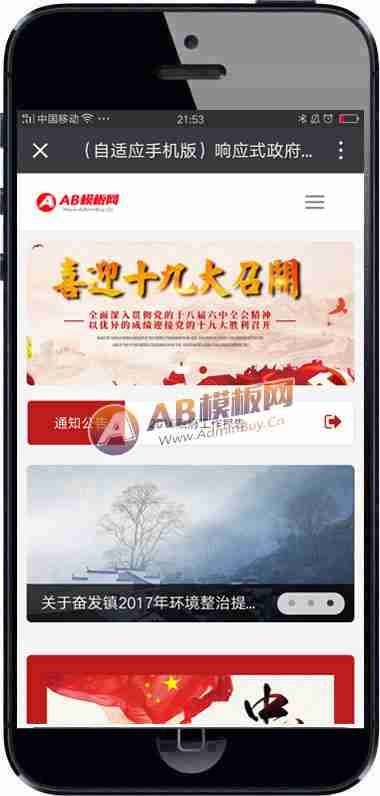 中国移动
21:53
（自适应手机版）响应式政府...
AB模板网
Www.AdminBuy.Cn
喜迎十九大召開
全面深入贯彻党的十八届六中全会精神
以优异的成绩迎接党的十九大胜利召开
通知公告
工作报告
AB模板网
Www.AdminBuy.Cn
关于奋发镇2017年环境整治提...